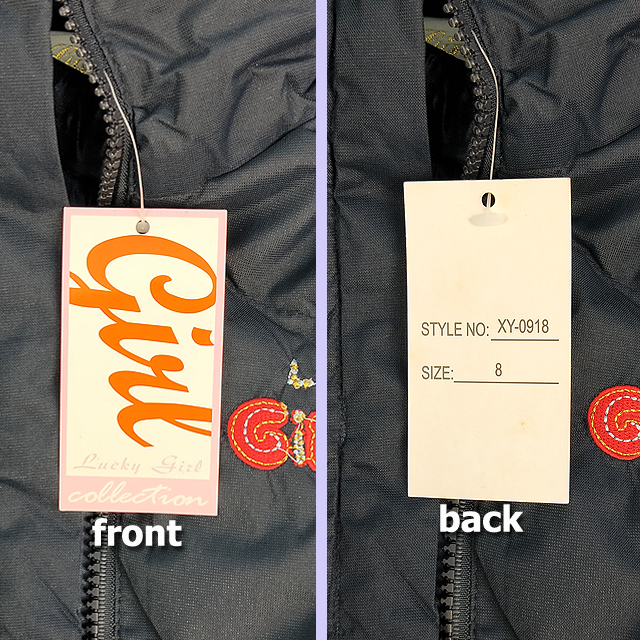 Girl
Lucky Girl
collection
front
STYLE NO: XY-0918
SIZE: 8
back